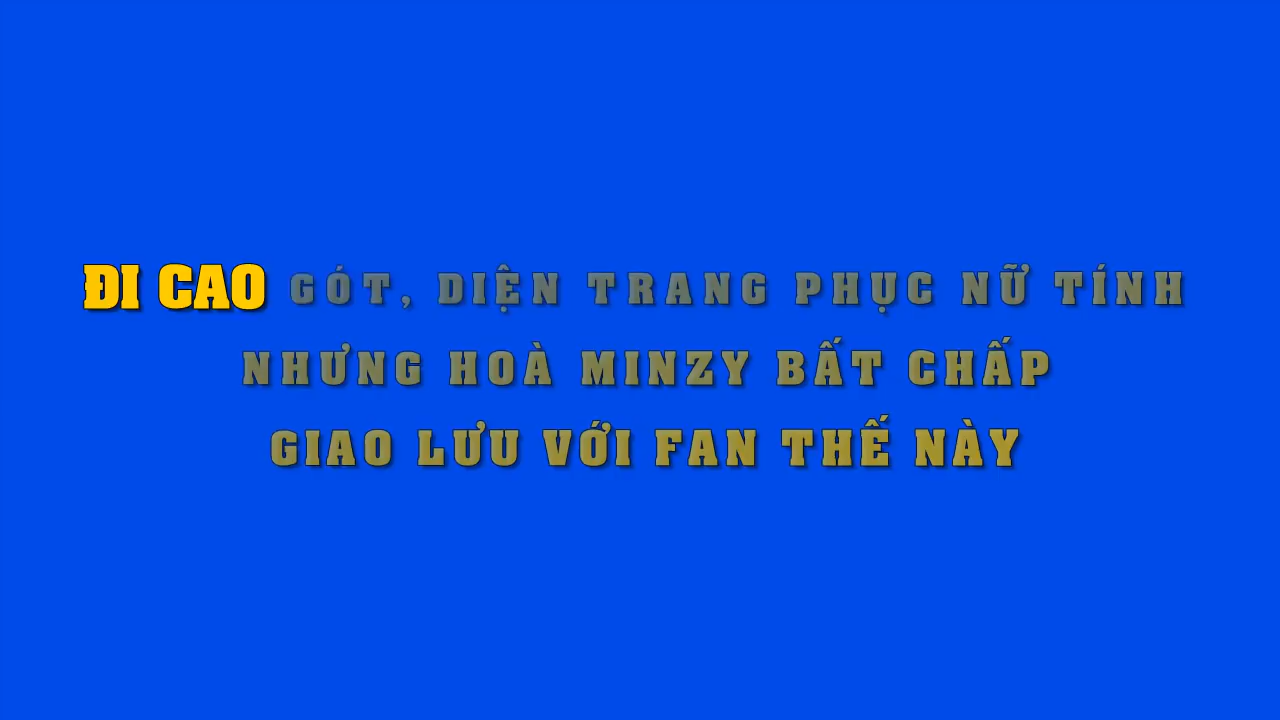 ĐI CAO GÓT, DIỆN TRANG PHỤC NỮ TÍNH
NHƯNG HOÀ MINZY BẤT CHẤP
GIAO LƯU VỚI FAN THẾ NÀY